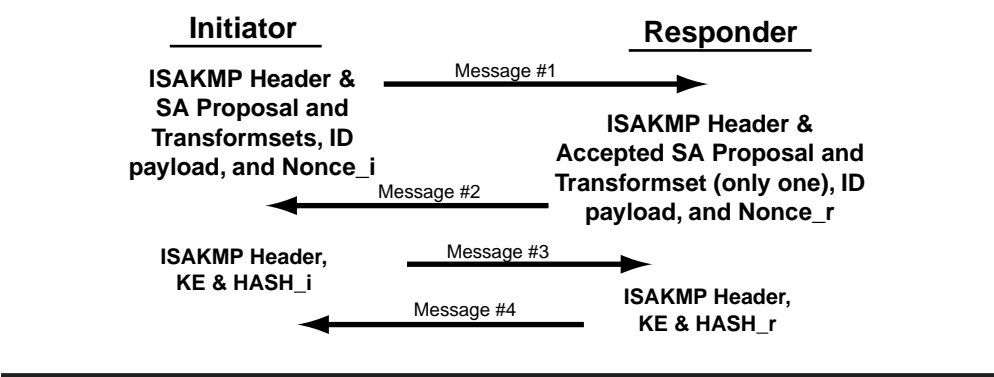 Initiator
Responder
Message #1
ISAKMP Header &
SA Proposal and
Transformsets, ID
payload, and Nonce_i
ISAKMP Header &
Accepted SA Proposal and
Transformset (only one), ID
payload, and Nonce_r
Message #2
ISAKMP Header,
KE & HASH_i
Message #3
ISAKMP Header,
KE & HASH_r
Message #4